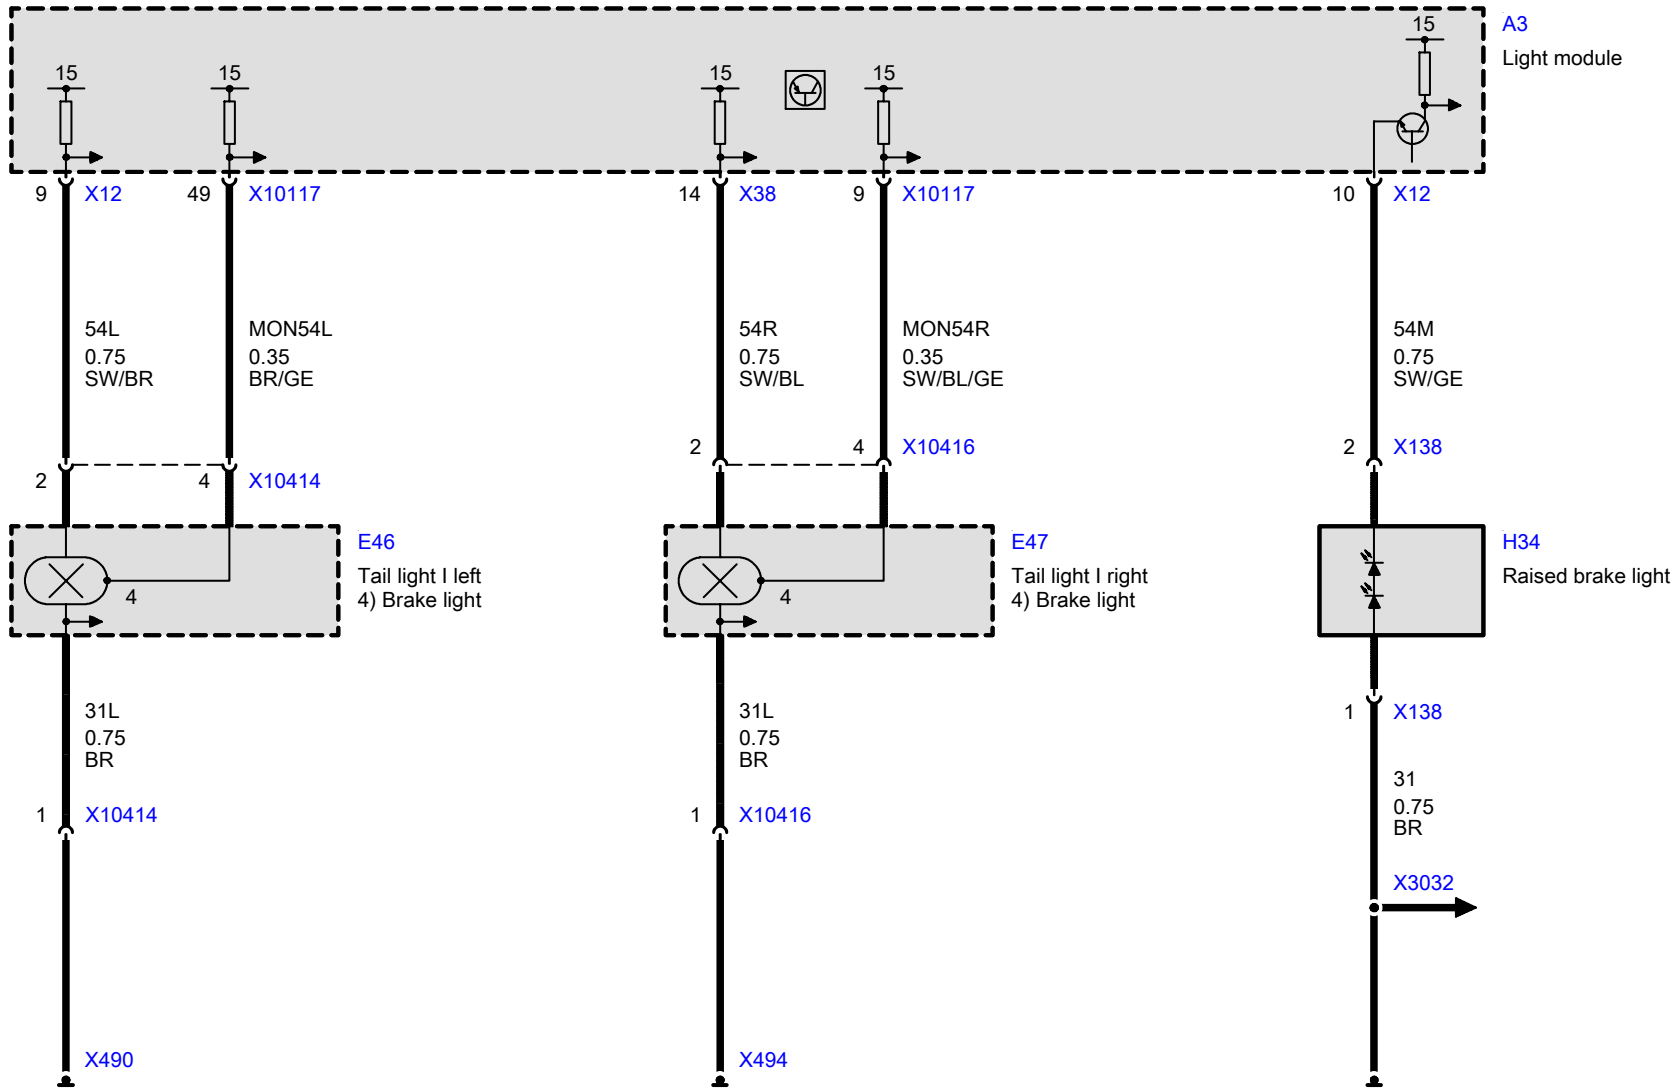 15
A3
Light module
15
15
15
15
9
X12
49
X10117
14
X38
9
X10117
10
X12
54L
0.75
SW/BR
MON54L
0.35
BR/GE
54R
0.75
SW/BL
MON54R
0.35
SW/BL/GE
54M
0.75
SW/GE
2
4
X10414
2
4
X10416
2
X138
E46
Tail light I left
4) Brake light
4
E47
Tail light I right
4) Brake light
4
H34
Raised brake light
31L
0.75
BR
31L
0.75
BR
1
X138
31
0.75
BR
1
X10414
1
X10416
X3032
X490
X494